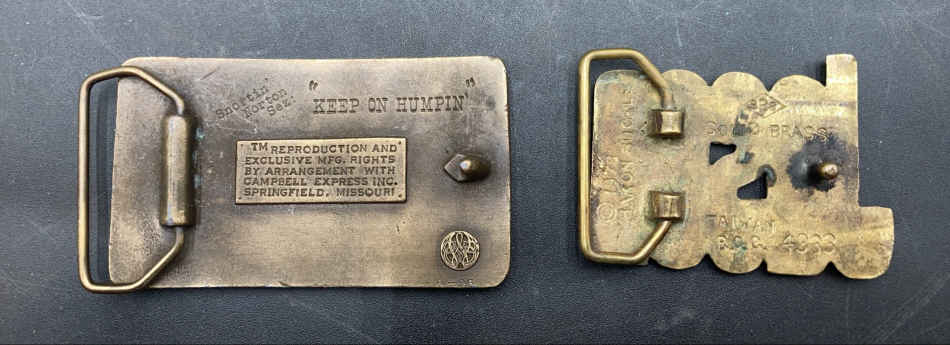 Snortin'
Norton
Sez:
"KEEP ON HUMPIN'"
TM REPRODUCTION AND
EXCLUSIVE MFG. RIGHTS
BY ARRANGEMENT WITH
CAMPBELL EXPRESS INC.
SPRINGFIELD, MISSOURI
SOLID BRASS
TAIWAN
R.O.C.
©